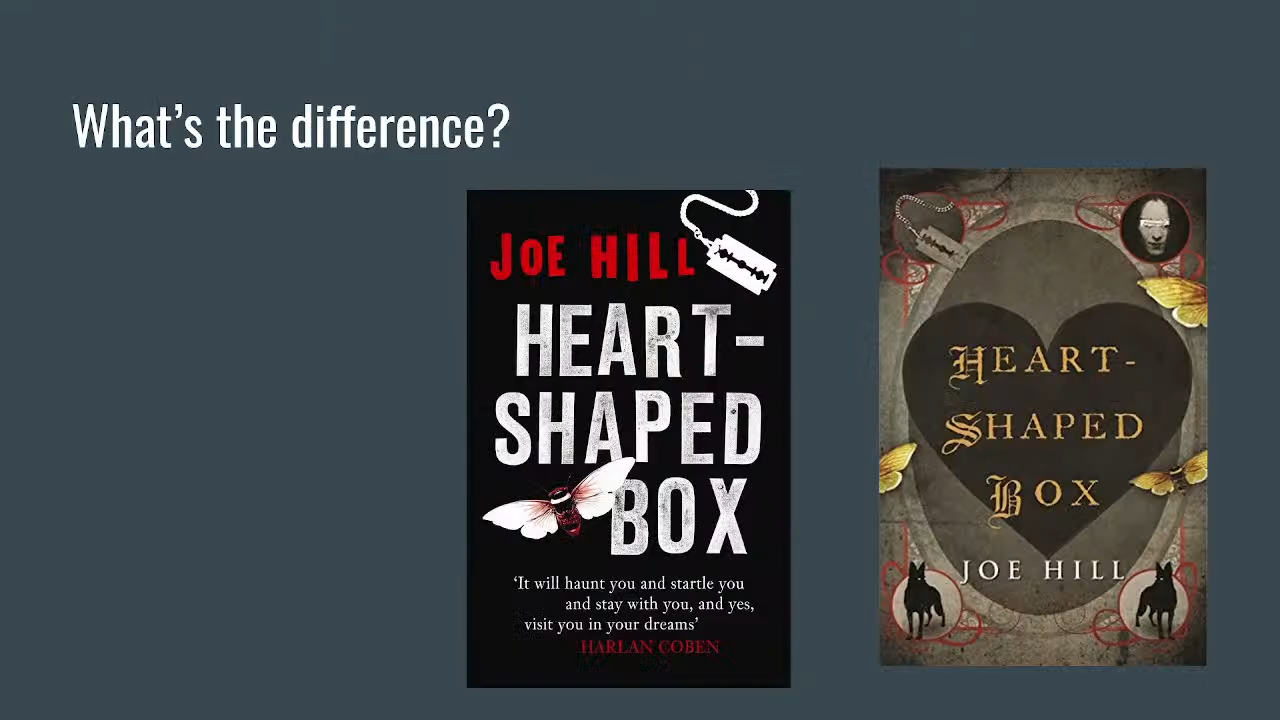 What's the difference?
JOE HILL
HEART-
SHAPED
BOX
‘It will haunt you and startle you
and stay with you, and yes,
visit you in your dreams’
HARLAN COBEN
HEART-
SHAPED
BOX
JOE HILL